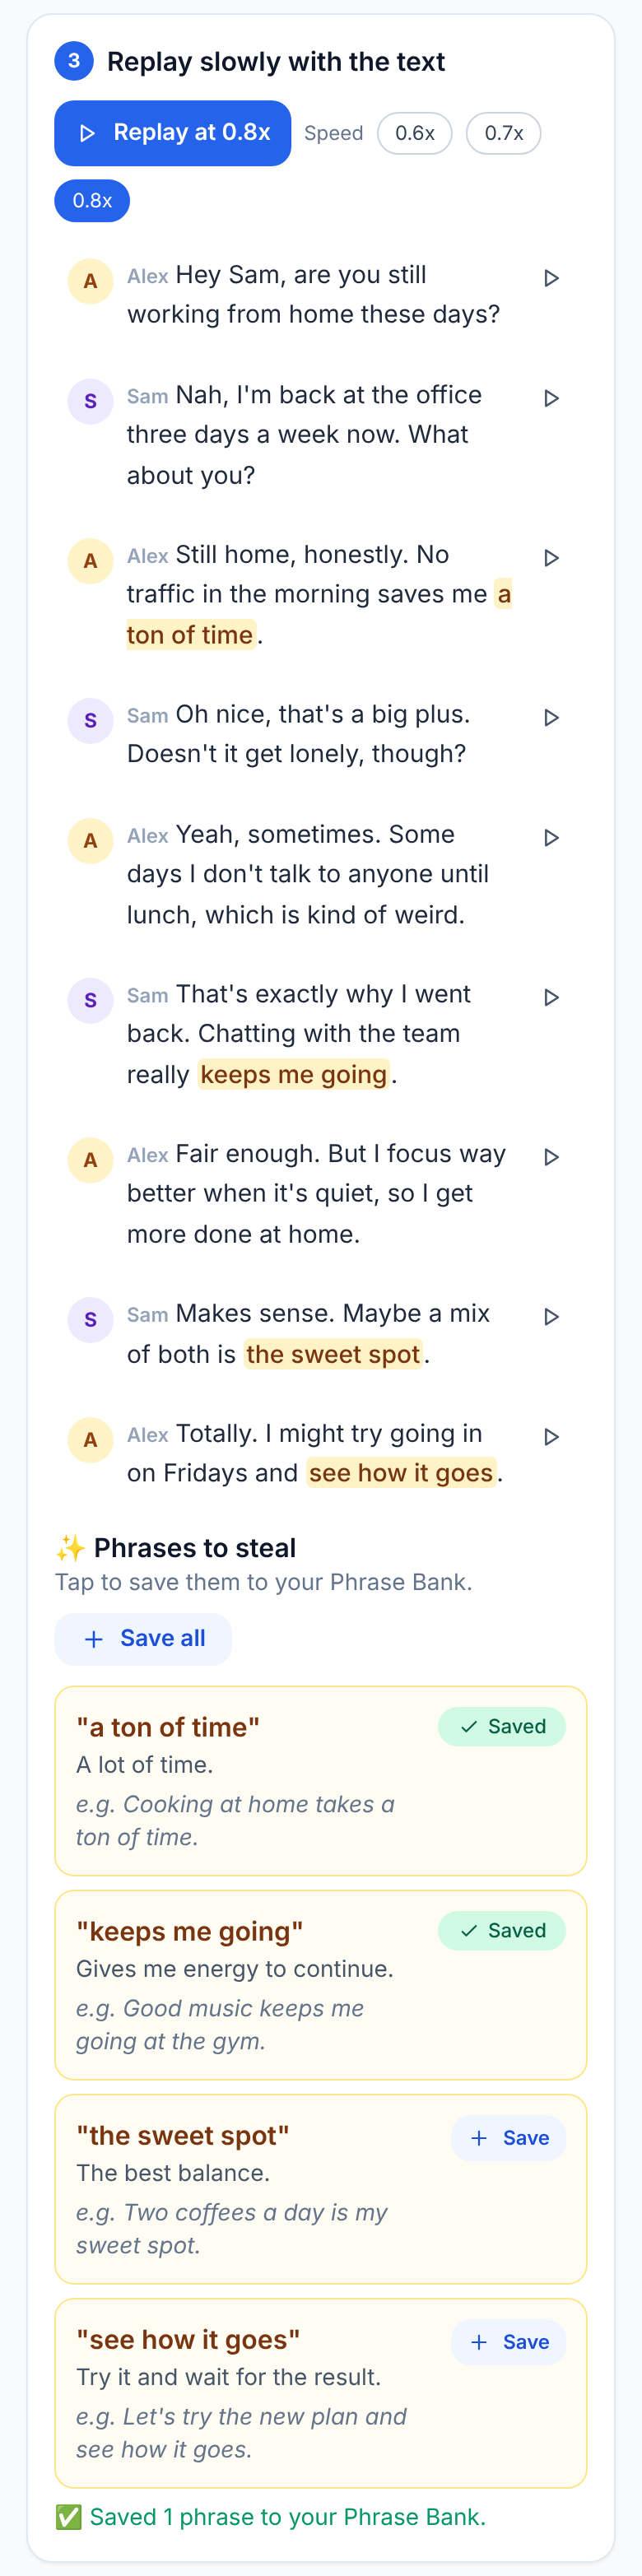 3 Replay slowly with the text
Replay at 0.8x Speed 0.6x 0.7x
0.8x
A Alex Hey Sam, are you still
working from home these days?
S Sam Nah, I'm back at the office
three days a week now. What
about you?
A Alex Still home, honestly. No
traffic in the morning saves me a
ton of time.
S Sam Oh nice, that's a big plus.
Doesn't it get lonely, though?
A Alex Yeah, sometimes. Some
days I don't talk to anyone until
lunch, which is kind of weird.
S Sam That's exactly why I went
back. Chatting with the team
really keeps me going.
A Alex Fair enough. But I focus way
better when it's quiet, so I get
more done at home.
S Sam Makes sense. Maybe a mix
of both is the sweet spot.
A Alex Totally. I might try going in
on Fridays and see how it goes.
✨ Phrases to steal
Tap to save them to your Phrase Bank.
+ Save all
"a ton of time" ✓ Saved
A lot of time.
e.g. Cooking at home takes a
ton of time.
"keeps me going" ✓ Saved
Gives me energy to continue.
e.g. Good music keeps me
going at the gym.
"the sweet spot" + Save
The best balance.
e.g. Two coffees a day is my
sweet spot.
"see how it goes" + Save
Try it and wait for the result.
e.g. Let's try the new plan and
see how it goes.
✅ Saved 1 phrase to your Phrase Bank.